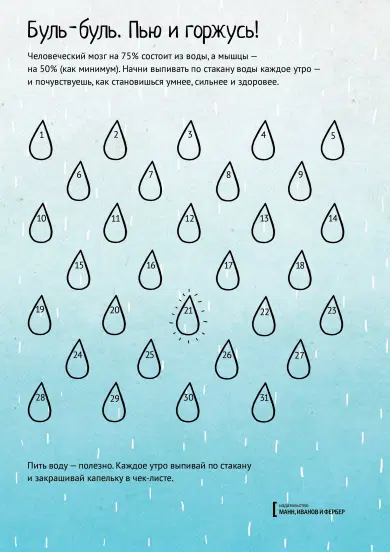 Буль-буль. Пью и горжусь!
Человеческий мозг на 75% состоит из воды, а мышцы —
на 50% (как минимум). Начни выпивать по стакану воды каждое утро —
и почувствуешь, как становишься умнее, сильнее и здоровее.
1 2 3 4 5
6 7 8 9
10 11 12 13 14
15 16 17 18
19 20 21 22 23
24 25 26 27
28 29 30 31
Пить воду — полезно. Каждое утро выпивай по стакану
и закрашивай капельку в чек-листе.
ИЗДАТЕЛЬСТВО
МАНН, ИВАНОВ И ФЕРБЕР